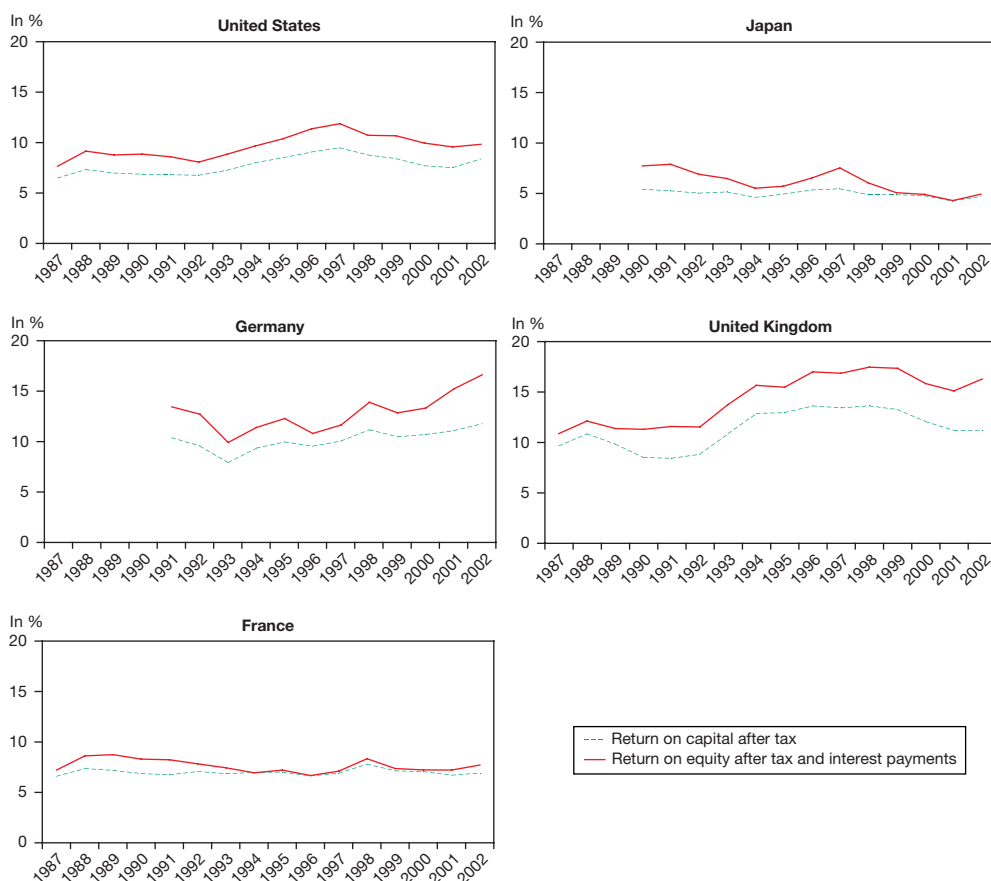 In %
United States
20
15
10
5
0
1987 1988 1989 1990 1991 1992 1993 1994 1995 1996 1997 1998 1999 2000 2001 2002
In %
Japan
20
15
10
5
0
1987 1988 1989 1990 1991 1992 1993 1994 1995 1996 1997 1998 1999 2000 2001 2002
In %
Germany
20
15
10
5
0
1987 1988 1989 1990 1991 1992 1993 1994 1995 1996 1997 1998 1999 2000 2001 2002
In %
United Kingdom
20
15
10
5
0
1987 1988 1989 1990 1991 1992 1993 1994 1995 1996 1997 1998 1999 2000 2001 2002
In %
France
20
15
10
5
0
1987 1988 1989 1990 1991 1992 1993 1994 1995 1996 1997 1998 1999 2000 2001 2002
Return on capital after tax
Return on equity after tax and interest payments